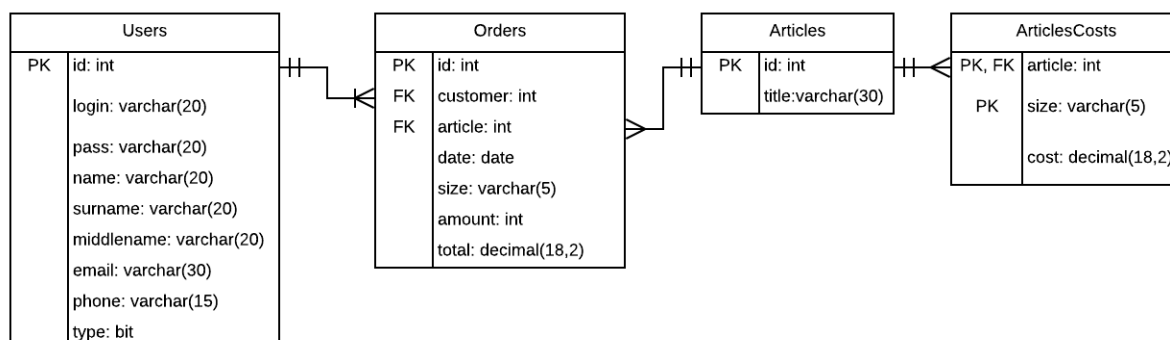 Users
PK id: int
login: varchar(20)
pass: varchar(20)
name: varchar(20)
surname: varchar(20)
middlename: varchar(20)
email: varchar(30)
phone: varchar(15)
type: bit
Orders
PK id: int
FK customer: int
FK article: int
date: date
size: varchar(5)
amount: int
total: decimal(18,2)
Articles
PK id: int
title:varchar(30)
ArticlesCosts
PK, FK article: int
PK size: varchar(5)
cost: decimal(18,2)